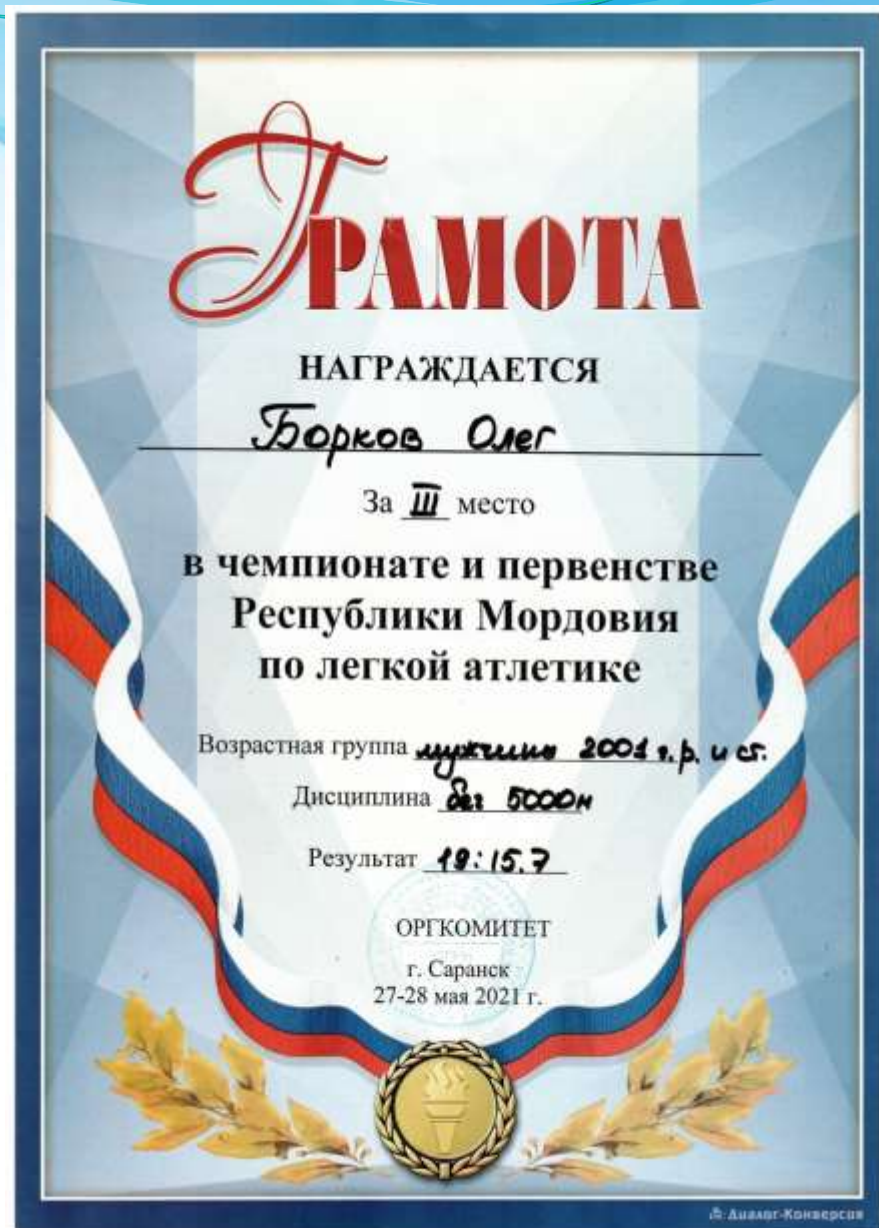 ГРАМОТА
НАГРАЖДАЕТСЯ
Борков Олег
За III место
в чемпионате и первенстве
Республики Мордовия
по легкой атлетике
Возрастная группа мужчины 2001 г.р. и ст.
Дисциплина бег 5000м
Результат 19:15.7
ОРГКОМИТЕТ
г. Саранск
27-28 мая 2021 г.
Диалог-Конверсия